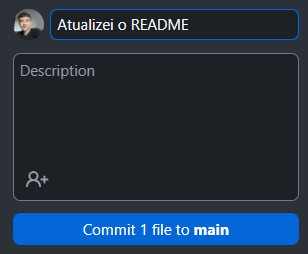 Atualizei o README
Description
Commit 1 file to main